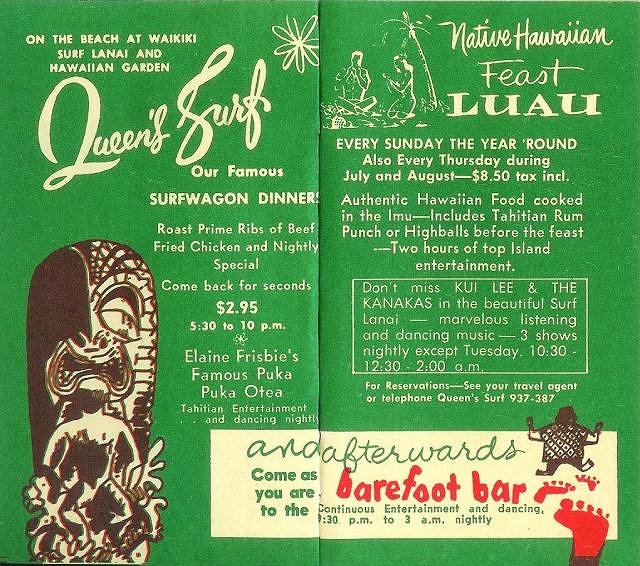 ON THE BEACH AT WAIKIKI
SURF LANAI AND
HAWAIIAN GARDEN
Queen's Surf
Our Famous
SURFWAGON DINNERS
Roast Prime Ribs of Beef
Fried Chicken and Nightly
Special
Come back for seconds
$2.95
5:30 to 10 p.m.
Elaine Frisbie's
Famous Puka
Puka Otea
Tahitian Entertainment
. . and dancing nightly
Native Hawaiian
Feast
LUAU
EVERY SUNDAY THE YEAR 'ROUND
Also Every Thursday during
July and August—$8.50 tax incl.
Authentic Hawaiian Food cooked
in the Imu—Includes Tahitian Rum
Punch or Highballs before the feast
—Two hours of top Island
entertainment.
Don't miss KUI LEE & THE
KANAKAS in the beautiful Surf
Lanai — marvelous listening
and dancing music — 3 shows
nightly except Tuesday. 10:30 -
12:30 - 2:00 a.m.
For Reservations—See your travel agent
or telephone Queen's Surf 937-387
and afterwards
Come as
you are
to the
barefoot bar
Continuous Entertainment and dancing,
9:30 p.m. to 3 a.m. nightly